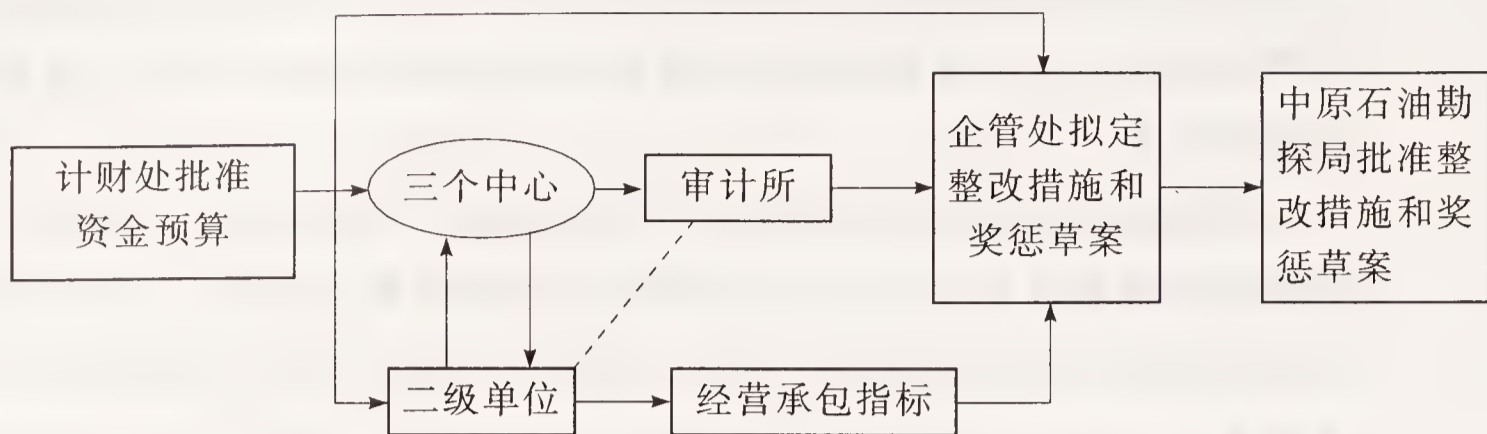 计财处批准
资金预算
三个中心
审计所
企管处拟定
整改措施和
奖惩草案
中原石油勘
探局批准整
改措施和奖
惩草案
二级单位
经营承包指标